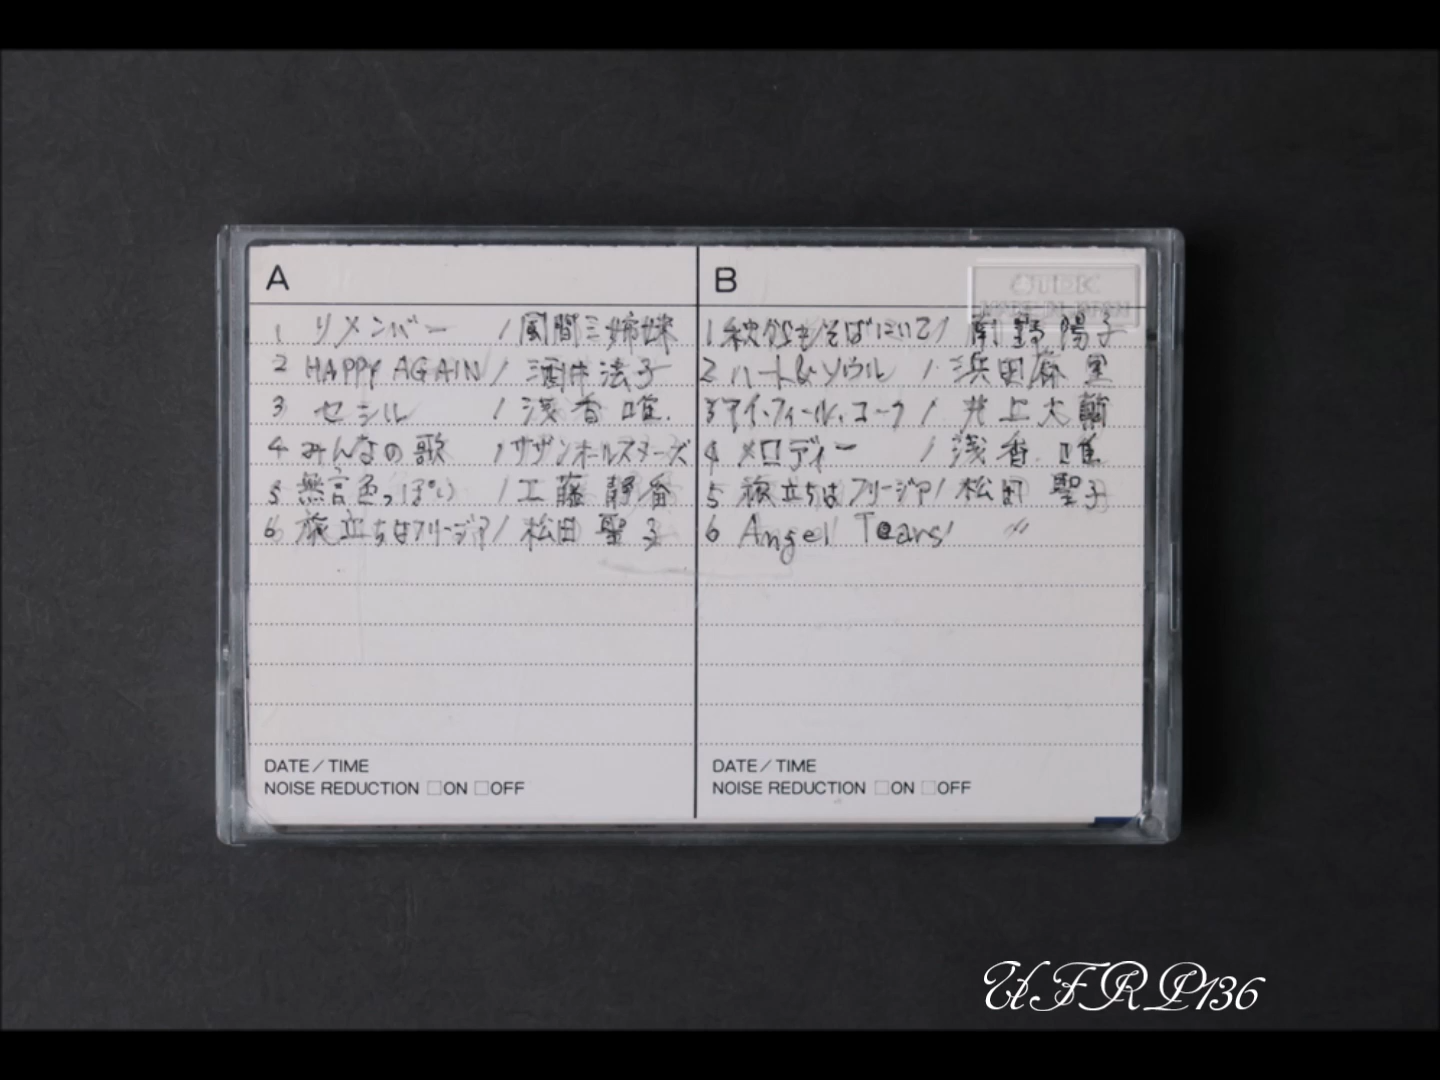 A
1 リメンバー / 風間三姉妹
2 HAPPY AGAIN / 酒井法子
3 セシル / 浅香唯.
4 みんなの歌 / サザンオールスターズ
5 無言色っぽい / 工藤静香
6 旅立ちはフリージア / 松田聖子
DATE/TIME
NOISE REDUCTION □ON □OFF
B
TDK
1 秋からもそばにいて / 南野陽子
2 ハート&ソウル / 浜田麻里
3 アイ・フィール・コーク / 井上大輔
4 メロディー / 浅香唯
5 旅立ちはフリージア / 松田聖子
6 Angel Tears 〃
DATE/TIME
NOISE REDUCTION □ON □OFF
UFRP136